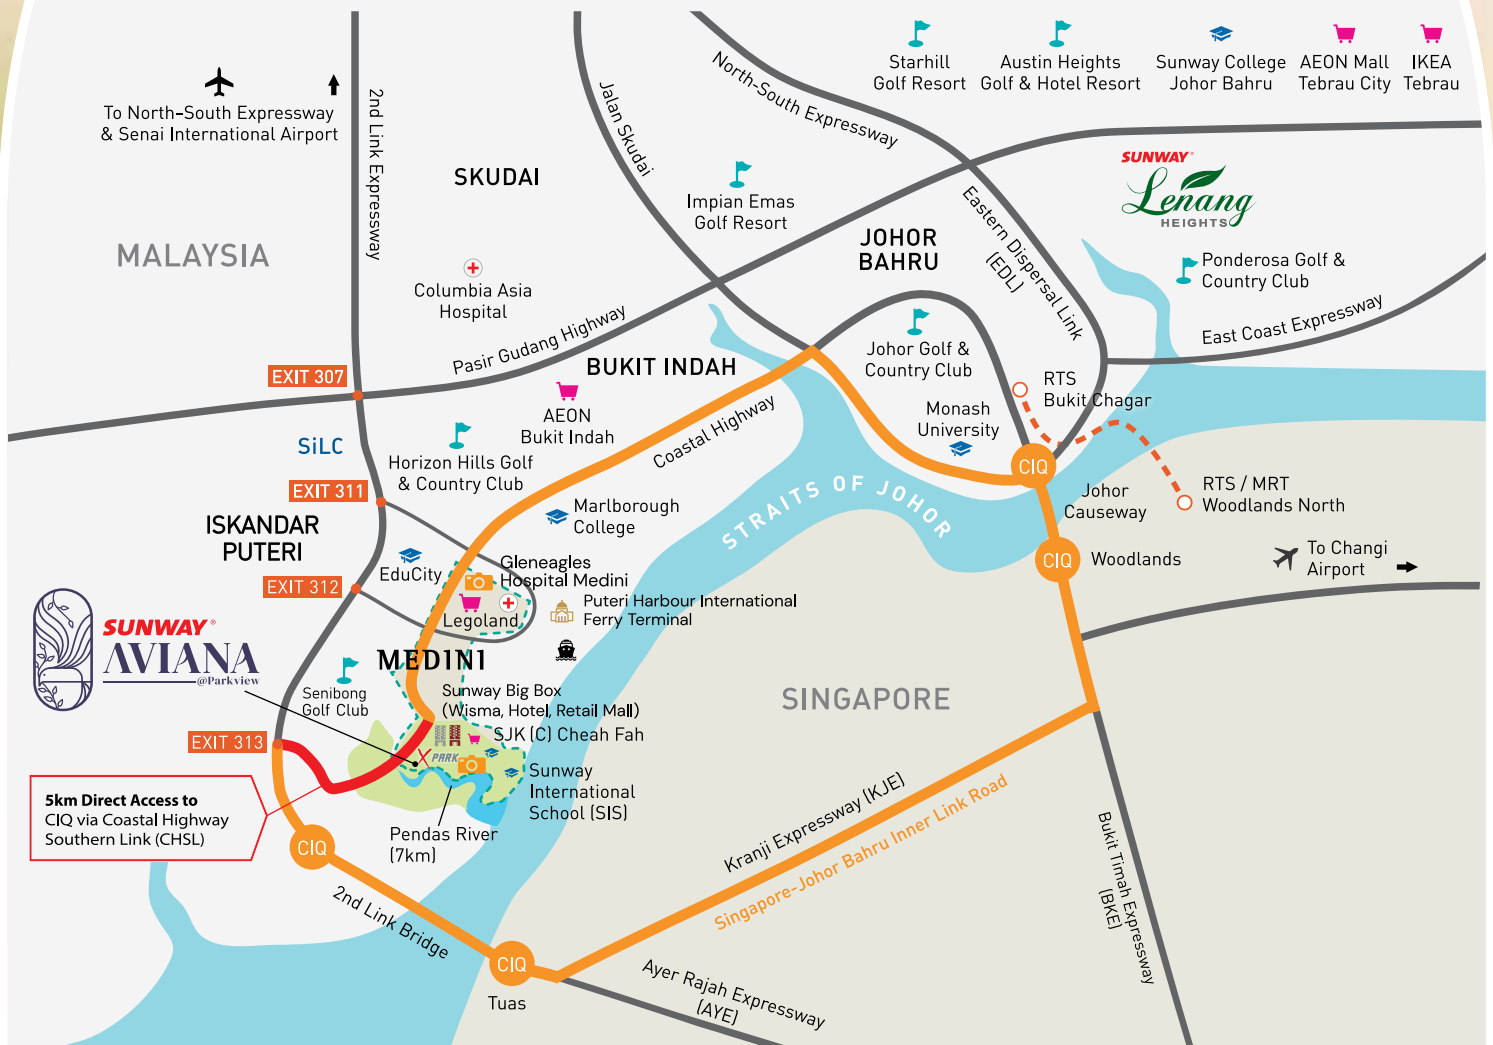 Starhill
Golf Resort
Austin Heights
Golf & Hotel Resort
Sunway College
Johor Bahru
AEON Mall
Tebrau City
IKEA
Tebrau
To North-South Expressway
& Senai International Airport
2nd Link Expressway
Jalan Skudai
North-South Expressway
SKUDAI
MALAYSIA
Impian Emas
Golf Resort
SUNWAY®
Lenang
HEIGHTS
Eastern Dispersal Link
(EDL)
JOHOR
BAHRU
Ponderosa Golf &
Country Club
Columbia Asia
Hospital
East Coast Expressway
Pasir Gudang Highway
BUKIT INDAH
Johor Golf &
Country Club
EXIT 307
RTS
Bukit Chagar
AEON
Bukit Indah
Coastal Highway
Monash
University
SiLC
Horizon Hills Golf
& Country Club
CIQ
EXIT 311
STRAITS OF JOHOR
Johor
Causeway
RTS / MRT
Woodlands North
ISKANDAR
PUTERI
Marlborough
College
EduCity
Gleneagles
Hospital Medini
CIQ
Woodlands
To Changi
Airport
EXIT 312
Legoland
Puteri Harbour International
Ferry Terminal
SUNWAY®
AVIANA
@Parkview
MEDINI
Senibong
Golf Club
Sunway Big Box
(Wisma, Hotel, Retail Mall)
SJK (C) Cheah Fah
SINGAPORE
EXIT 313
X
PARK
Sunway
International
School (SIS)
5km Direct Access to
CIQ via Coastal Highway
Southern Link (CHSL)
Pendas River
(7km)
CIQ
Kranji Expressway (KJE)
Singapore-Johor Bahru Inner Link Road
Bukit Timah Expressway
(BKE)
2nd Link Bridge
CIQ
Tuas
Ayer Rajah Expressway
(AYE)